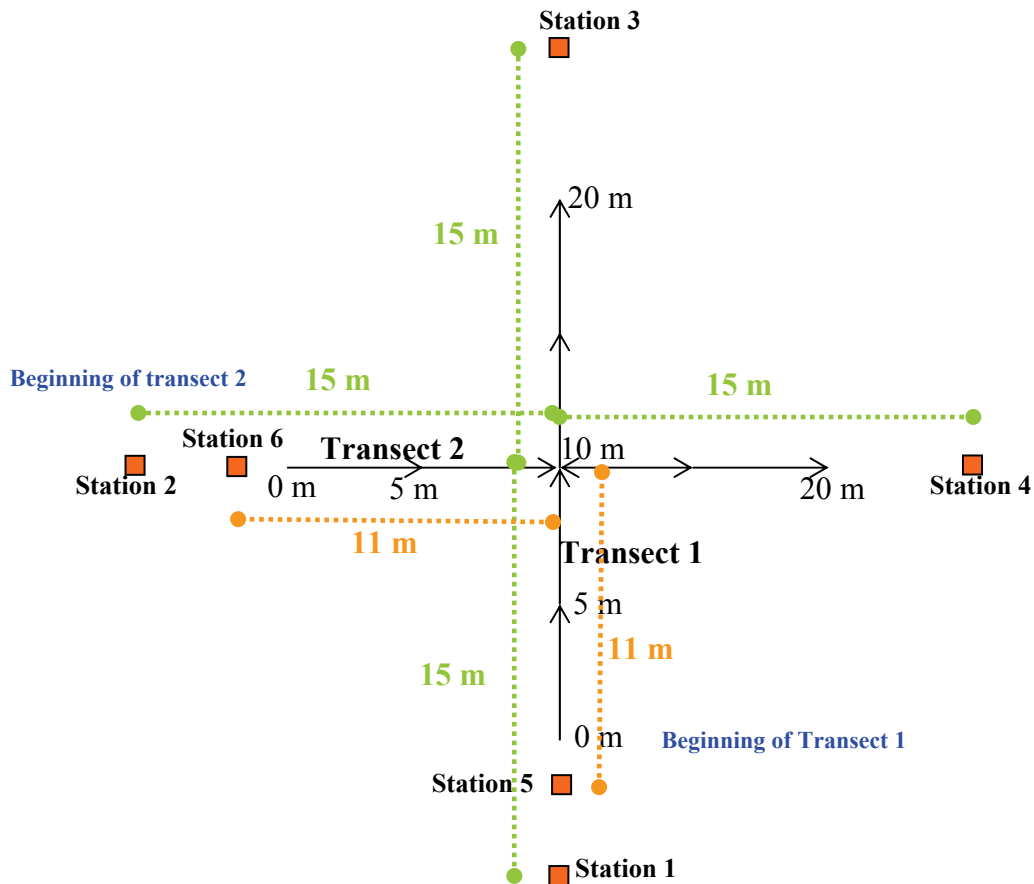 Station 3
20 m
15 m
Beginning of transect 2
15 m
15 m
Station 6
Transect 2
10 m
Station 2
0 m
5 m
20 m
Station 4
11 m
Transect 1
5 m
11 m
15 m
0 m
Beginning of Transect 1
Station 5
Station 1